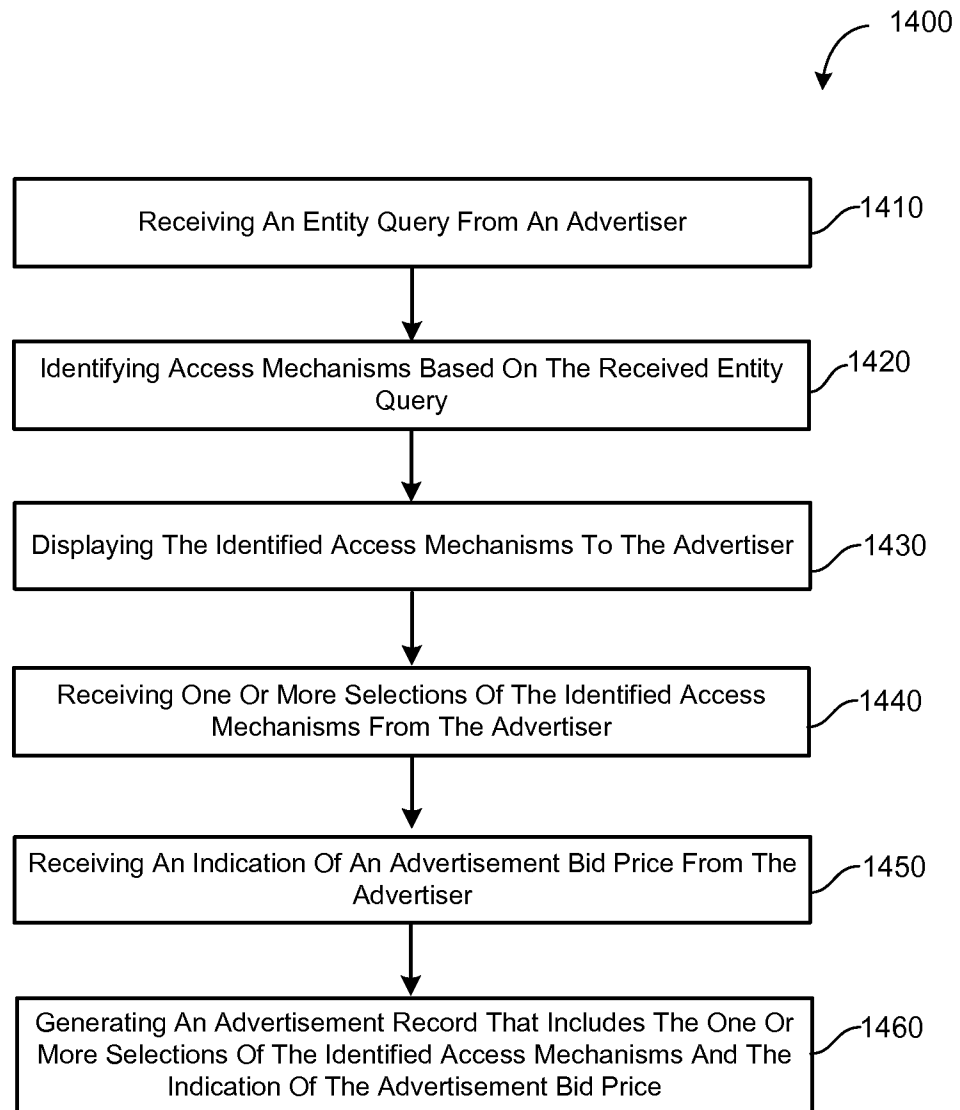 1400
Receiving An Entity Query From An Advertiser
1410
Identifying Access Mechanisms Based On The Received Entity
Query
1420
Displaying The Identified Access Mechanisms To The Advertiser
1430
Receiving One Or More Selections Of The Identified Access
Mechanisms From The Advertiser
1440
Receiving An Indication Of An Advertisement Bid Price From The
Advertiser
1450
Generating An Advertisement Record That Includes The One Or
More Selections Of The Identified Access Mechanisms And The
Indication Of The Advertisement Bid Price
1460